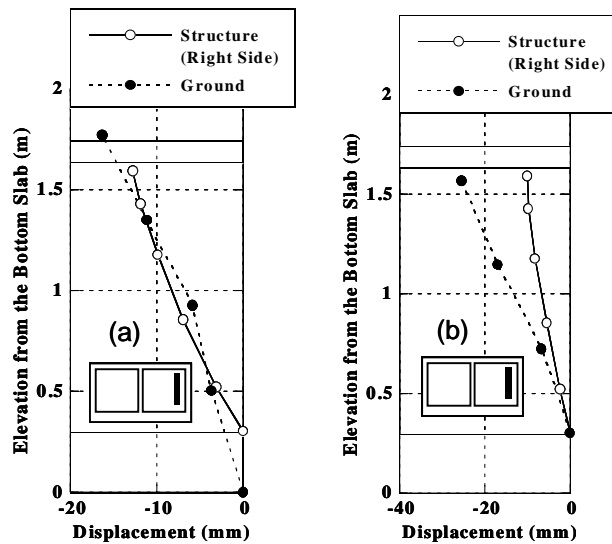 Structure
(Right Side)
Ground
2
1.5
1
0.5
0
-20
-10
0
Elevation from the Bottom Slab (m)
Displacement (mm)
(a)
Structure
(Right Side)
Ground
2
1.5
1
0.5
0
-40
-20
0
Elevation from the Bottom Slab (m)
Displacement (mm)
(b)